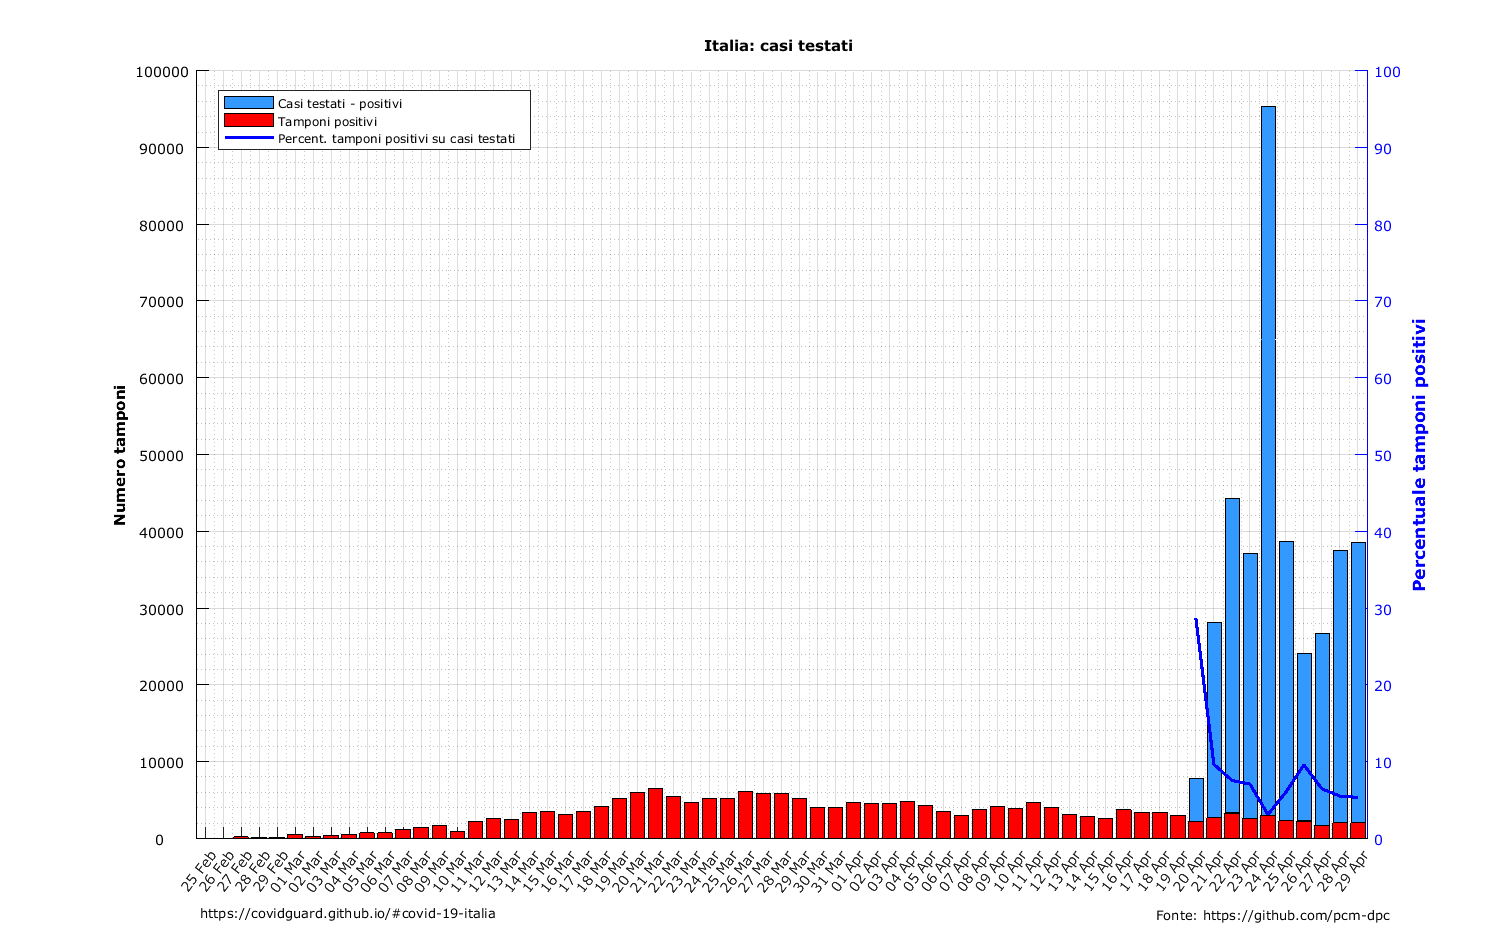 Italia: casi testati
100000
90000
80000
70000
60000
50000
40000
30000
20000
10000
0
Numero tamponi
Casi testati - positivi
Tamponi positivi
Percent. tamponi positivi su casi testati
100
90
80
70
60
50
40
30
20
10
0
Percentuale tamponi positivi
25 Feb
26 Feb
27 Feb
28 Feb
29 Feb
01 Mar
02 Mar
03 Mar
04 Mar
05 Mar
06 Mar
07 Mar
08 Mar
09 Mar
10 Mar
11 Mar
12 Mar
13 Mar
14 Mar
15 Mar
16 Mar
17 Mar
18 Mar
19 Mar
20 Mar
21 Mar
22 Mar
23 Mar
24 Mar
25 Mar
26 Mar
27 Mar
28 Mar
29 Mar
30 Mar
31 Mar
01 Apr
02 Apr
03 Apr
04 Apr
05 Apr
06 Apr
07 Apr
08 Apr
09 Apr
10 Apr
11 Apr
12 Apr
13 Apr
14 Apr
15 Apr
16 Apr
17 Apr
18 Apr
19 Apr
20 Apr
21 Apr
22 Apr
23 Apr
24 Apr
25 Apr
26 Apr
27 Apr
28 Apr
29 Apr
https://covidguard.github.io/#covid-19-italia
Fonte: https://github.com/pcm-dpc